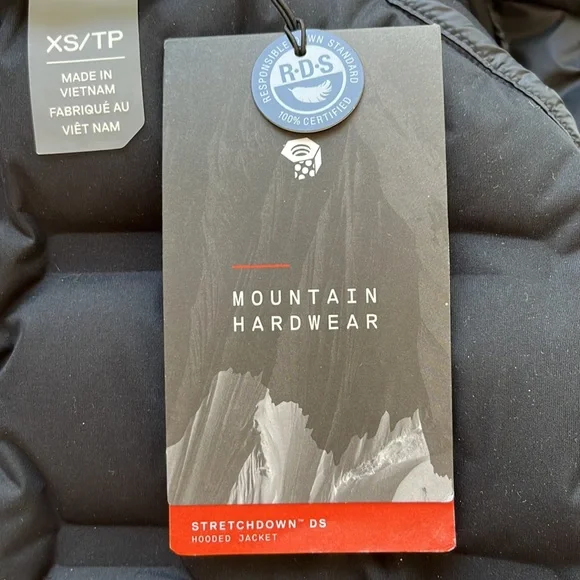 XS/TP
MADE IN
VIETNAM
FABRIQUÉ AU
VIÊT NAM
RESPONSIBLE DOWN STANDARD
R·D·S
100% CERTIFIED
MOUNTAIN
HARDWEAR
STRETCHDOWN™ DS
HOODED JACKET